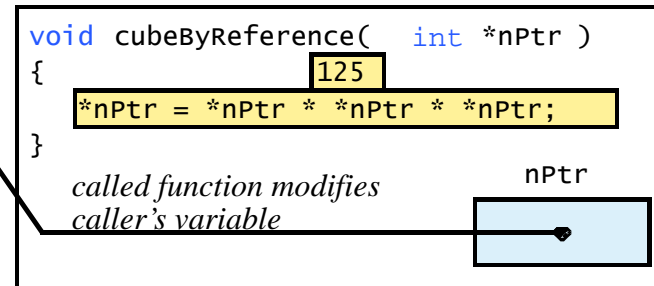 void cubeByReference( int *nPtr )
{
125
*nPtr = *nPtr * *nPtr * *nPtr;
}
called function modifies
caller’s variable
nPtr